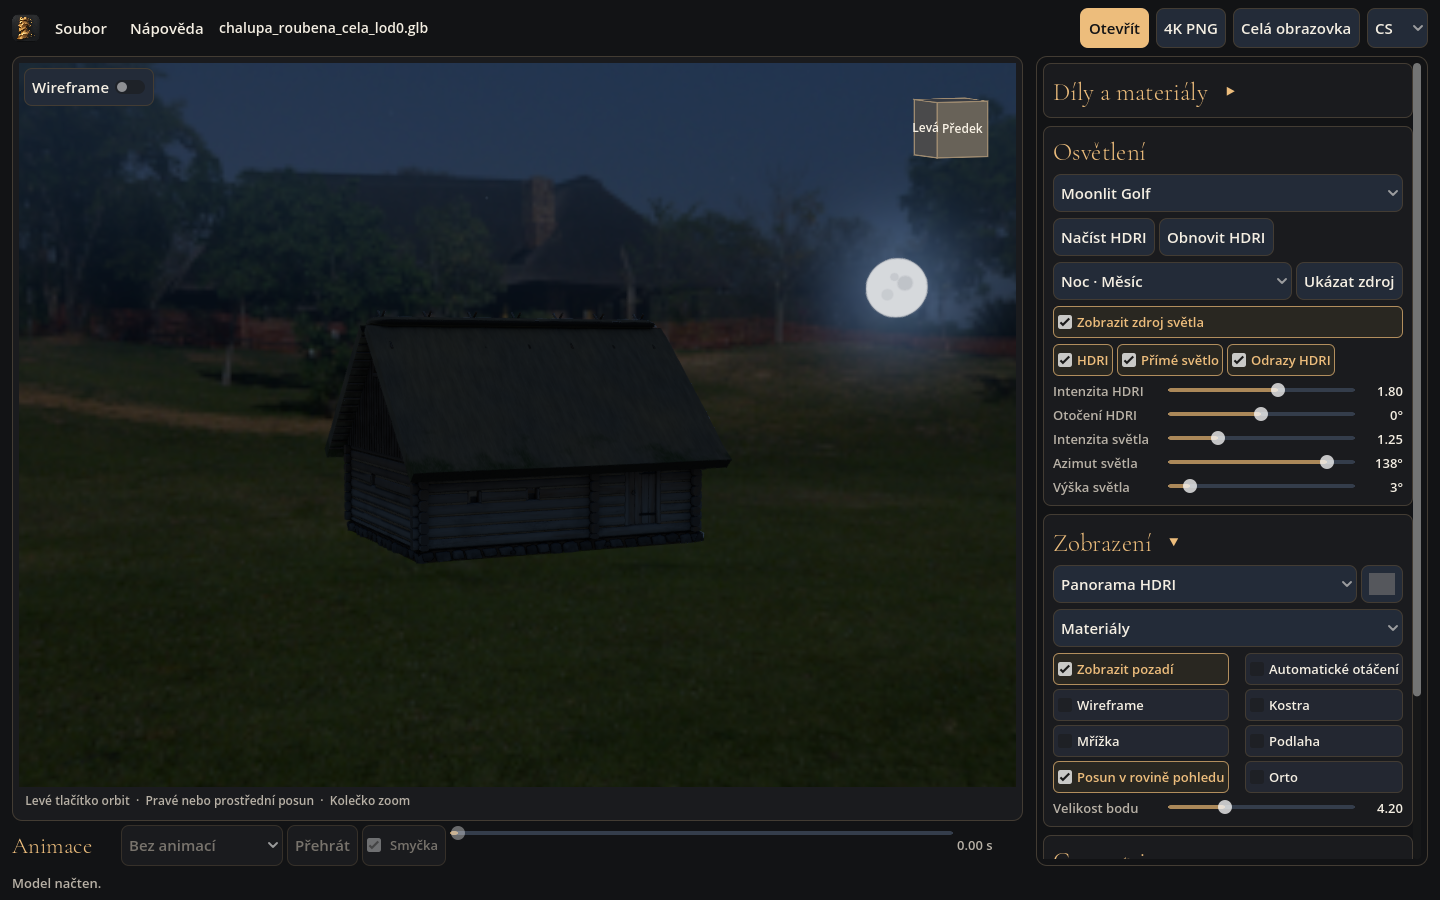 Soubor
Nápověda
chalupa_roubena_cela_lod0.glb
Otevřít
4K PNG
Celá obrazovka
CS
Wireframe
Levá
Předek
Levé tlačítko orbit · Pravé nebo prostřední posun · Kolečko zoom
Animace
Bez animací
Přehrát
Smyčka
0.00 s
Model načten.
Díly a materiály
Osvětlení
Moonlit Golf
Načíst HDRI
Obnovit HDRI
Noc · Měsíc
Ukázat zdroj
Zobrazit zdroj světla
HDRI
Přímé světlo
Odrazy HDRI
Intenzita HDRI 1.80
Otočení HDRI 0°
Intenzita světla 1.25
Azimut světla 138°
Výška světla 3°
Zobrazení
Panorama HDRI
Materiály
Zobrazit pozadí
Automatické otáčení
Wireframe
Kostra
Mřížka
Podlaha
Posun v rovině pohledu
Orto
Velikost bodu 4.20